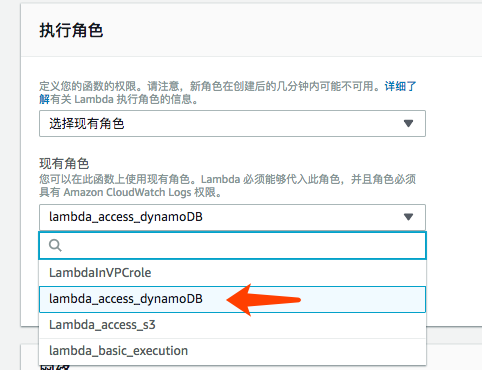 执行角色
定义您的函数的权限。请注意，新角色在创建后的几分钟内可能不可用。详细了
解有关 Lambda 执行角色的信息。
选择现有角色
现有角色
您可以在此函数上使用现有角色。Lambda 必须能够代入此角色，并且角色必须
具有 Amazon CloudWatch Logs 权限。
lambda_access_dynamoDB
LambdaInVPCrole
lambda_access_dynamoDB
Lambda_access_s3
lambda_basic_execution